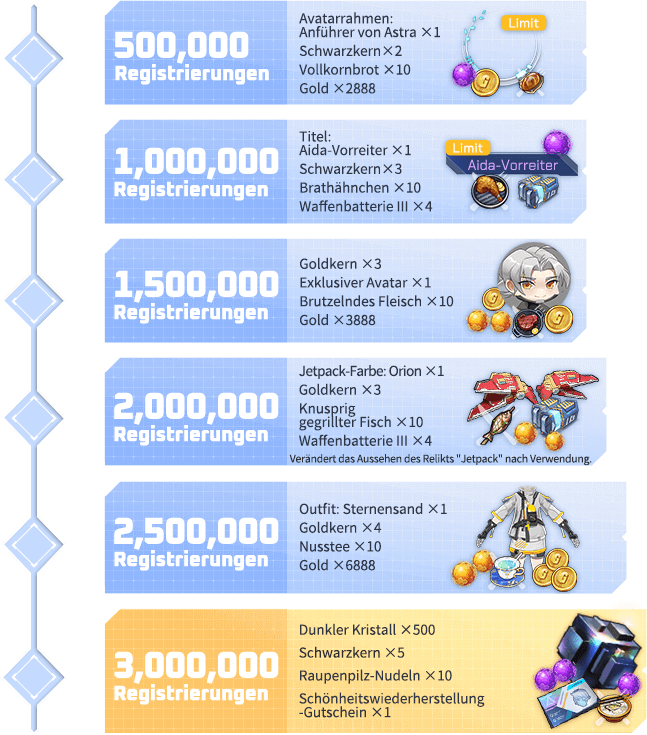 500,000
Registrierungen
Avatarrahmen:
Anführer von Astra ×1
Schwarzkern×2
Vollkornbrot ×10
Gold ×2888
Limit
1,000,000
Registrierungen
Titel:
Aida-Vorreiter ×1
Schwarzkern×3
Brathähnchen ×10
Waffenbatterie III ×4
Limit
Aida-Vorreiter
1,500,000
Registrierungen
Goldkern ×3
Exklusiver Avatar ×1
Brutzelndes Fleisch ×10
Gold ×3888
2,000,000
Registrierungen
Jetpack-Farbe: Orion ×1
Goldkern ×3
Knusprig
gegrillter Fisch ×10
Waffenbatterie III ×4
Verändert das Aussehen des Relikts "Jetpack" nach Verwendung.
2,500,000
Registrierungen
Outfit: Sternensand ×1
Goldkern ×4
Nusstee ×10
Gold ×6888
3,000,000
Registrierungen
Dunkler Kristall ×500
Schwarzkern ×5
Raupenpilz-Nudeln ×10
Schönheitswiederherstellung
-Gutschein ×1